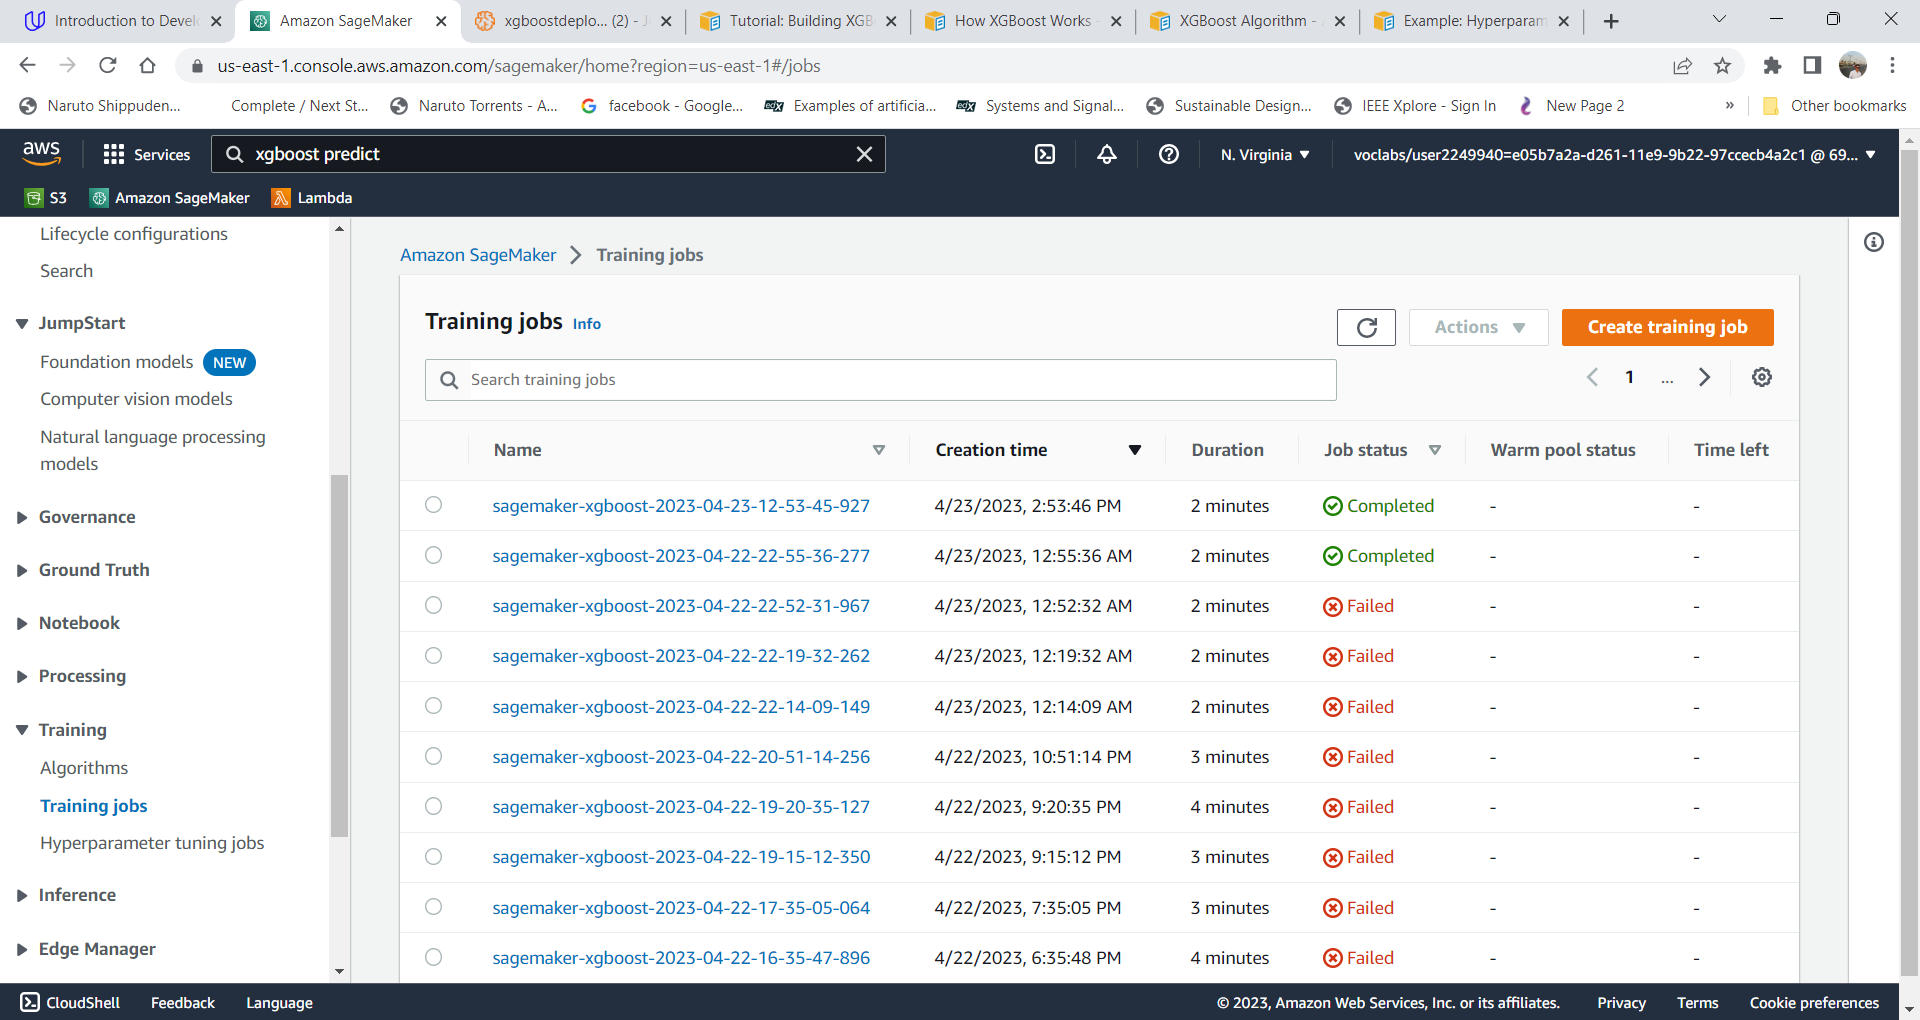 Introduction to Develo
Amazon SageMaker
xgboostdeplo... (2) - J
Tutorial: Building XGB
How XGBoost Works -
XGBoost Algorithm - A
Example: Hyperparam
us-east-1.console.aws.amazon.com/sagemaker/home?region=us-east-1#/jobs
Naruto Shippuden...
Complete / Next St...
Naruto Torrents - A...
facebook - Google...
edX
Examples of artificia...
edX
Systems and Signal...
Sustainable Design...
IEEE Xplore - Sign In
New Page 2
»
Other bookmarks
aws
Services
xgboost predict
N. Virginia
voclabs/user2249940=e05b7a2a-d261-11e9-9b22-97ccecb4a2c1 @ 69...
S3
Amazon SageMaker
Lambda
Lifecycle configurations
Search
JumpStart
Foundation models NEW
Computer vision models
Natural language processing
models
Governance
Ground Truth
Notebook
Processing
Training
Algorithms
Training jobs
Hyperparameter tuning jobs
Inference
Edge Manager
Amazon SageMaker > Training jobs
Training jobs Info
Actions
Create training job
Search training jobs
1 ...
Name Creation time Duration Job status Warm pool status Time left
sagemaker-xgboost-2023-04-23-12-53-45-927 4/23/2023, 2:53:46 PM 2 minutes Completed - -
sagemaker-xgboost-2023-04-22-22-55-36-277 4/23/2023, 12:55:36 AM 2 minutes Completed - -
sagemaker-xgboost-2023-04-22-22-52-31-967 4/23/2023, 12:52:32 AM 2 minutes Failed - -
sagemaker-xgboost-2023-04-22-22-19-32-262 4/23/2023, 12:19:32 AM 2 minutes Failed - -
sagemaker-xgboost-2023-04-22-22-14-09-149 4/23/2023, 12:14:09 AM 2 minutes Failed - -
sagemaker-xgboost-2023-04-22-20-51-14-256 4/22/2023, 10:51:14 PM 3 minutes Failed - -
sagemaker-xgboost-2023-04-22-19-20-35-127 4/22/2023, 9:20:35 PM 4 minutes Failed - -
sagemaker-xgboost-2023-04-22-19-15-12-350 4/22/2023, 9:15:12 PM 3 minutes Failed - -
sagemaker-xgboost-2023-04-22-17-35-05-064 4/22/2023, 7:35:05 PM 3 minutes Failed - -
sagemaker-xgboost-2023-04-22-16-35-47-896 4/22/2023, 6:35:48 PM 4 minutes Failed - -
CloudShell
Feedback
Language
© 2023, Amazon Web Services, Inc. or its affiliates.
Privacy
Terms
Cookie preferences